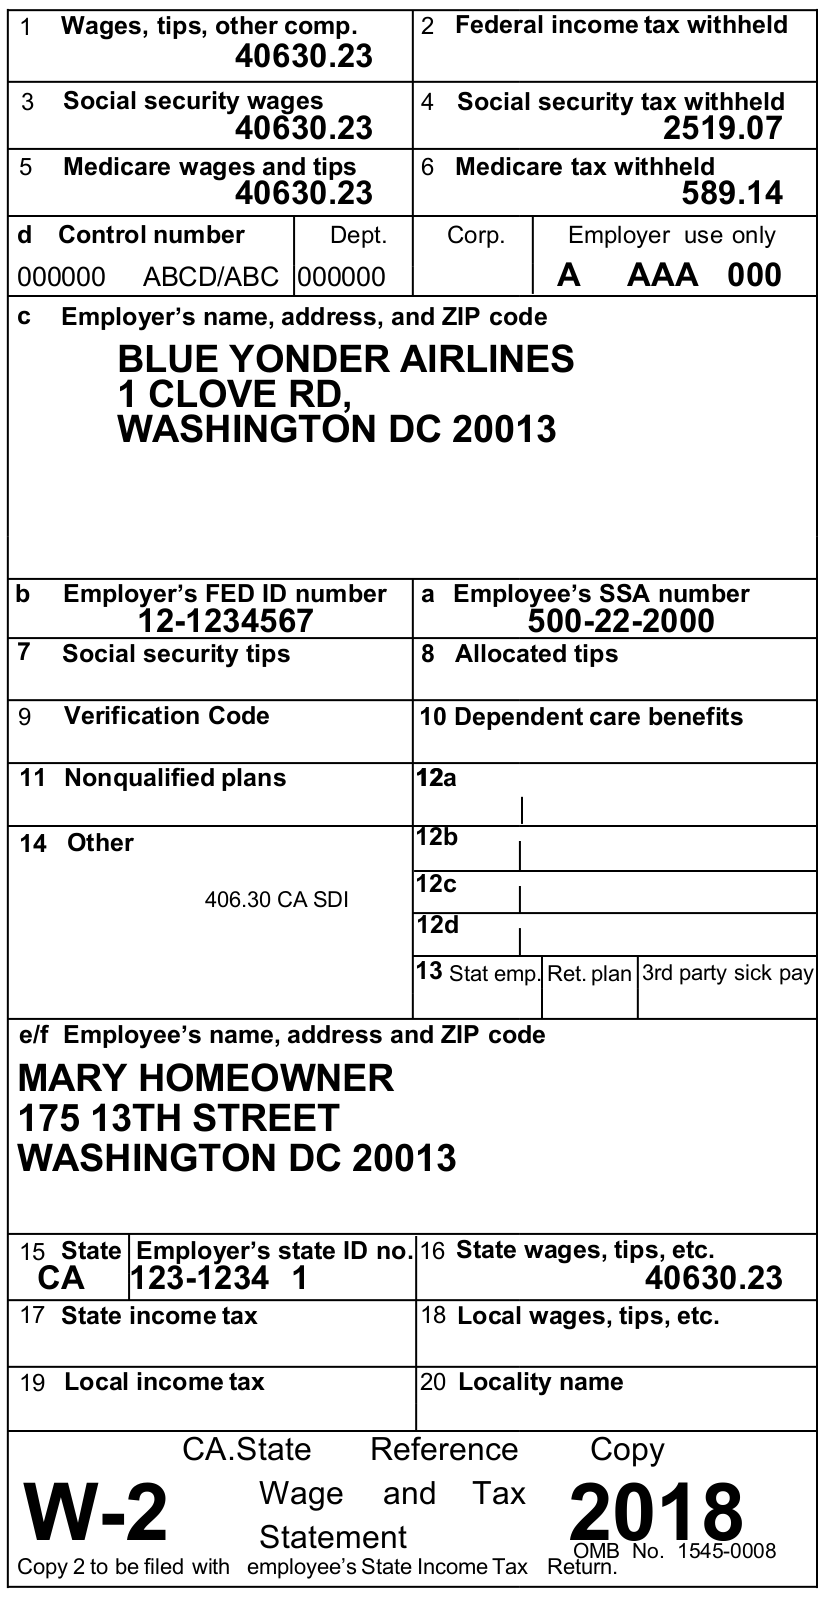 1 Wages, tips, other comp.
40630.23
2 Federal income tax withheld
3 Social security wages
40630.23
4 Social security tax withheld
2519.07
5 Medicare wages and tips
40630.23
6 Medicare tax withheld
589.14
d Control number
000000 ABCD/ABC
Dept.
000000
Corp.
Employer use only
A AAA 000
c Employer's name, address, and ZIP code
BLUE YONDER AIRLINES
1 CLOVE RD,
WASHINGTON DC 20013
b Employer's FED ID number
12-1234567
a Employee's SSA number
500-22-2000
7 Social security tips
8 Allocated tips
9 Verification Code
10 Dependent care benefits
11 Nonqualified plans
12a
14 Other
406.30 CA SDI
12b
12c
12d
13 Stat emp. Ret. plan 3rd party sick pay
e/f Employee's name, address and ZIP code
MARY HOMEOWNER
175 13TH STREET
WASHINGTON DC 20013
15 State
CA
Employer's state ID no.
123-1234 1
16 State wages, tips, etc.
40630.23
17 State income tax
18 Local wages, tips, etc.
19 Local income tax
20 Locality name
CA.State Reference Copy
W-2
Wage and Tax
Statement
2018
OMB No. 1545-0008
Copy 2 to be filed with employee's State Income Tax Return.